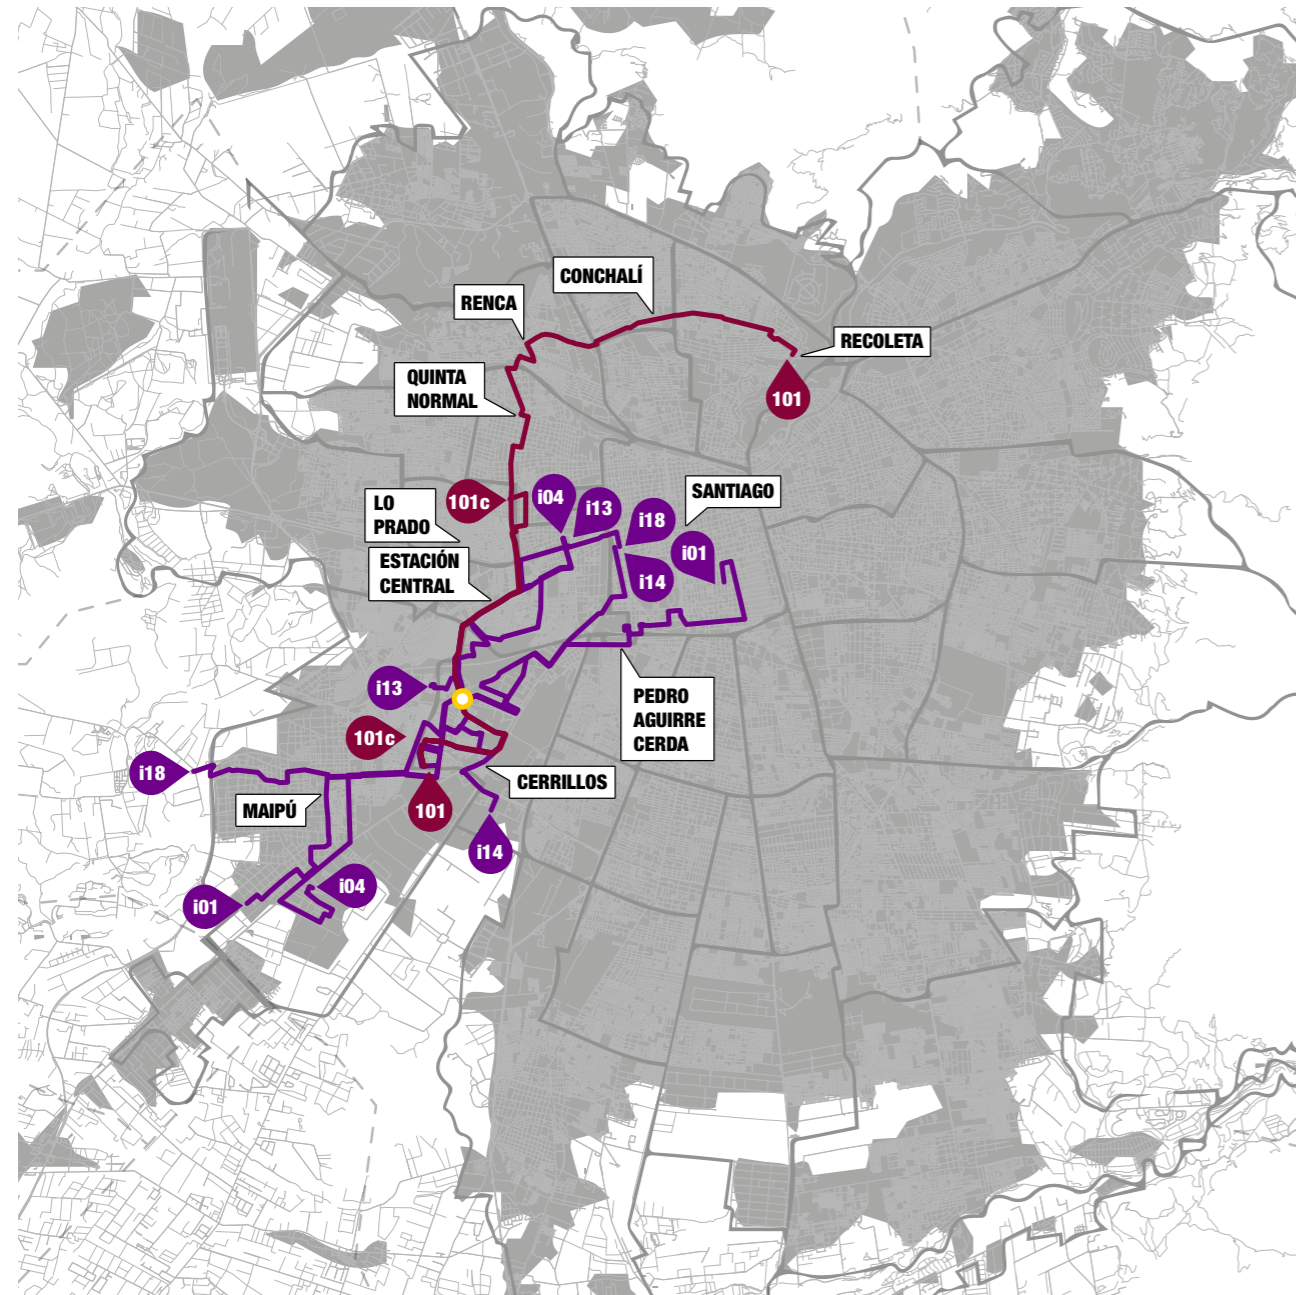 CONCHALÍ
RENCA
RECOLETA
QUINTA
NORMAL
101
LO
PRADO
101c
i04
i13
i18
SANTIAGO
i01
i14
ESTACIÓN
CENTRAL
i13
PEDRO
AGUIRRE
CERDA
101c
i18
CERRILLOS
MAIPÚ
101
i14
i04
i01